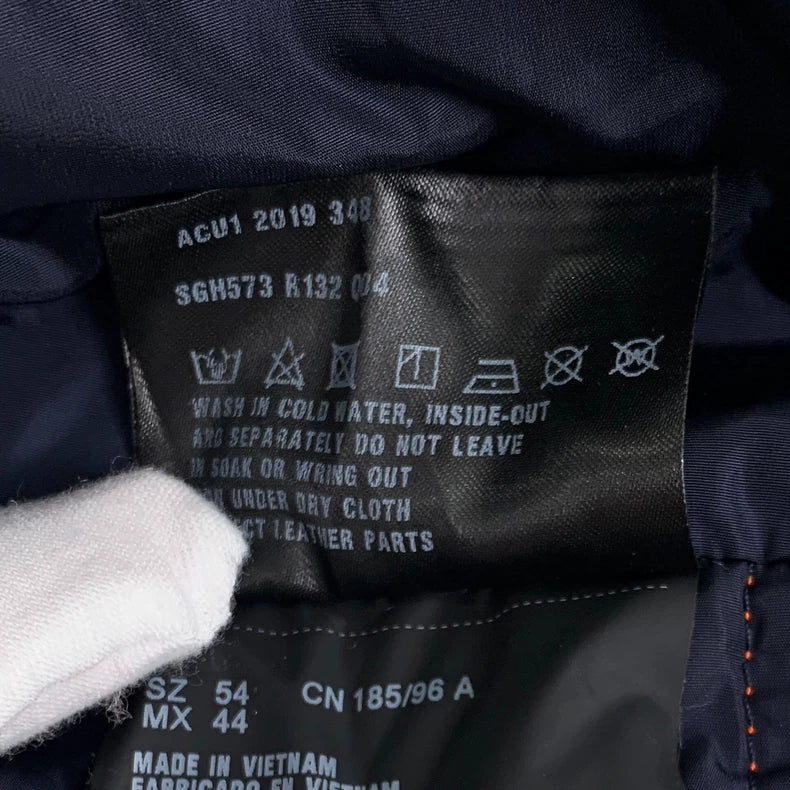 ACU1 2019 348
SGH573 R132
WASH IN COLD WATER, INSIDE-OUT
AND SEPARATELY DO NOT LEAVE
IN SOAK OR WRING OUT
UNDER DRY CLOTH
LEATHER PARTS
SZ 54 CN 185/96 A
MX 44
MADE IN VIETNAM
FABRICADO EN VIETNAM